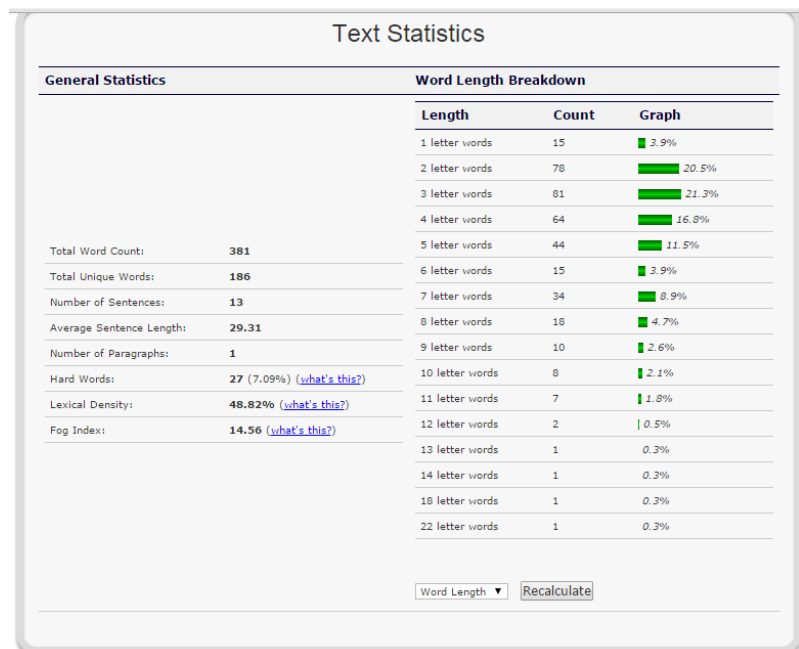 Text Statistics
General Statistics
Word Length Breakdown
Length Count Graph
1 letter words 15 3.9%
2 letter words 78 20.5%
3 letter words 81 21.3%
4 letter words 64 16.8%
5 letter words 44 11.5%
6 letter words 15 3.9%
7 letter words 34 8.9%
8 letter words 18 4.7%
9 letter words 10 2.6%
10 letter words 8 2.1%
11 letter words 7 1.8%
12 letter words 2 0.5%
13 letter words 1 0.3%
14 letter words 1 0.3%
18 letter words 1 0.3%
22 letter words 1 0.3%
Total Word Count: 381
Total Unique Words: 186
Number of Sentences: 13
Average Sentence Length: 29.31
Number of Paragraphs: 1
Hard Words: 27 (7.09%) (what's this?)
Lexical Density: 48.82% (what's this?)
Fog Index: 14.56 (what's this?)
Word Length ▼ Recalculate